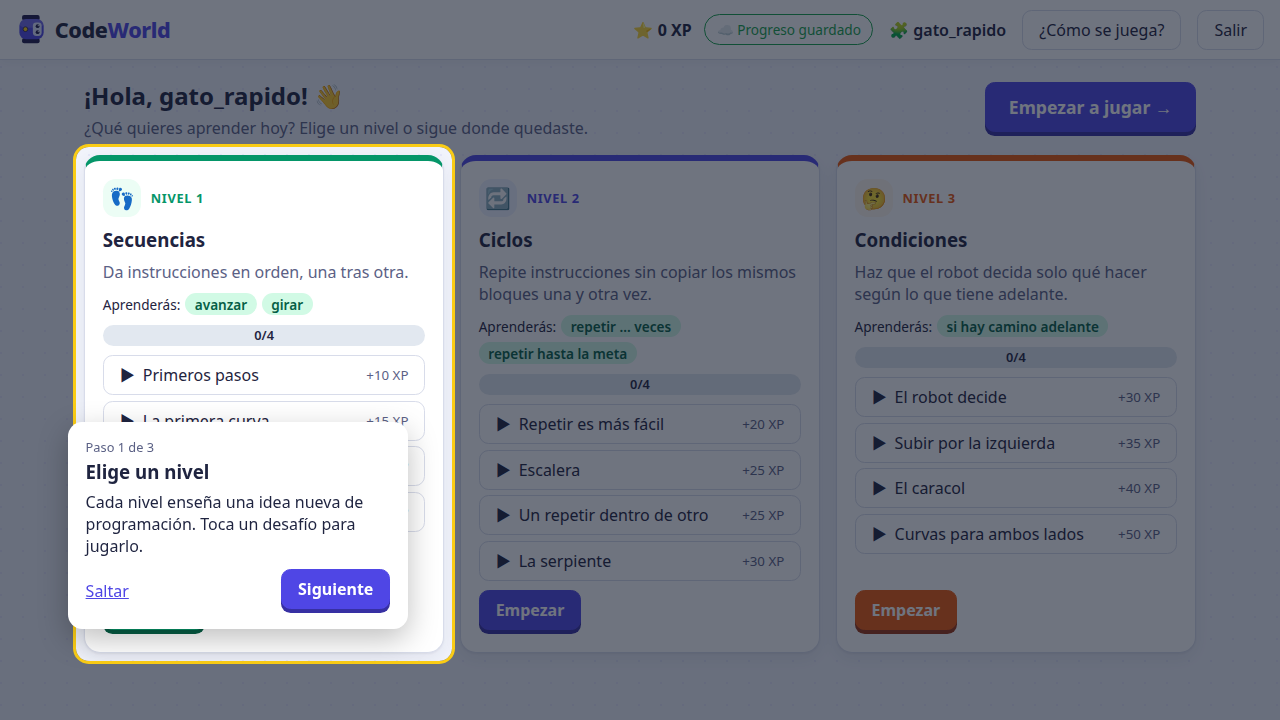 CodeWorld
⭐ 0 XP
☁️ Progreso guardado
🧩 gato_rapido
¿Cómo se juega?
Salir
¡Hola, gato_rapido! 👋
¿Qué quieres aprender hoy? Elige un nivel o sigue donde quedaste.
Empezar a jugar →
NIVEL 1
Secuencias
Da instrucciones en orden, una tras otra.
Aprenderás: avanzar girar
0/4
▶ Primeros pasos +10 XP
▶ La primera curva +15 XP
Paso 1 de 3
Elige un nivel
Cada nivel enseña una idea nueva de
programación. Toca un desafío para
jugarlo.
Saltar
Siguiente
NIVEL 2
Ciclos
Repite instrucciones sin copiar los mismos
bloques una y otra vez.
Aprenderás: repetir ... veces
repetir hasta la meta
0/4
▶ Repetir es más fácil +20 XP
▶ Escalera +25 XP
▶ Un repetir dentro de otro +25 XP
▶ La serpiente +30 XP
Empezar
NIVEL 3
Condiciones
Haz que el robot decida solo qué hacer
según lo que tiene adelante.
Aprenderás: si hay camino adelante
0/4
▶ El robot decide +30 XP
▶ Subir por la izquierda +35 XP
▶ El caracol +40 XP
▶ Curvas para ambos lados +50 XP
Empezar